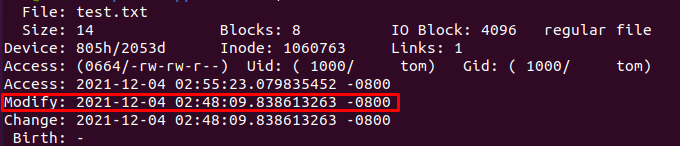 File: test.txt
Size: 14 Blocks: 8 IO Block: 4096 regular file
Device: 805h/2053d Inode: 1060763 Links: 1
Access: (0664/-rw-rw-r--) Uid: ( 1000/ tom) Gid: ( 1000/ tom)
Access: 2021-12-04 02:55:23.079835452 -0800
Modify: 2021-12-04 02:48:09.838613263 -0800
Change: 2021-12-04 02:48:09.838613263 -0800
Birth: -